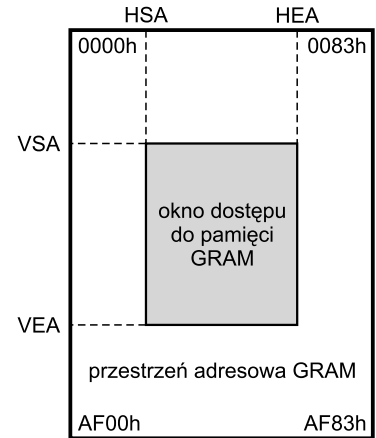 HSA HEA
0000h 0083h
VSA
okno dostępu
do pamięci
GRAM
VEA
przestrzeń adresowa GRAM
AF00h AF83h